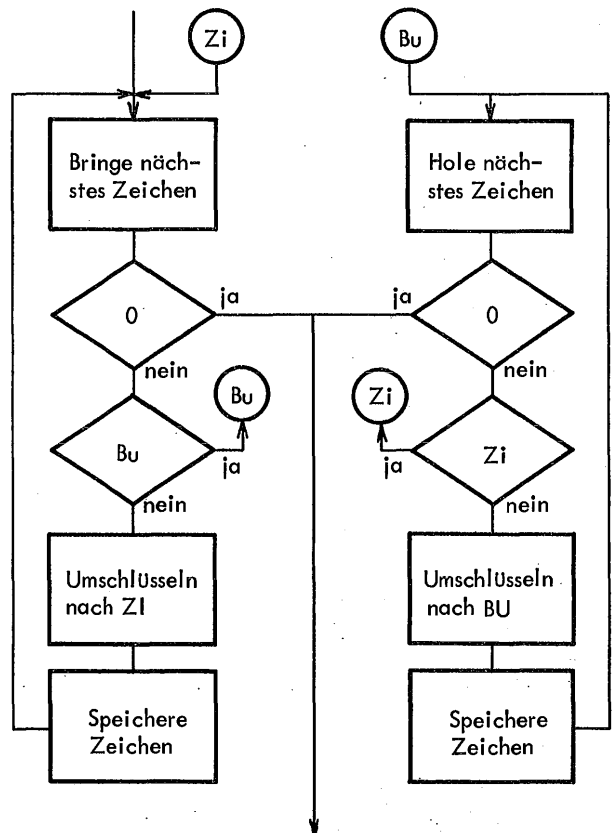 Zi
Bu
Bringe näch-
stes Zeichen
Hole näch-
stes Zeichen
0
ja
nein
ja
0
nein
Bu
Bu
ja
nein
Zi
Zi
ja
nein
Umschlüsseln
nach ZI
Umschlüsseln
nach BU
Speichere
Zeichen
Speichere
Zeichen